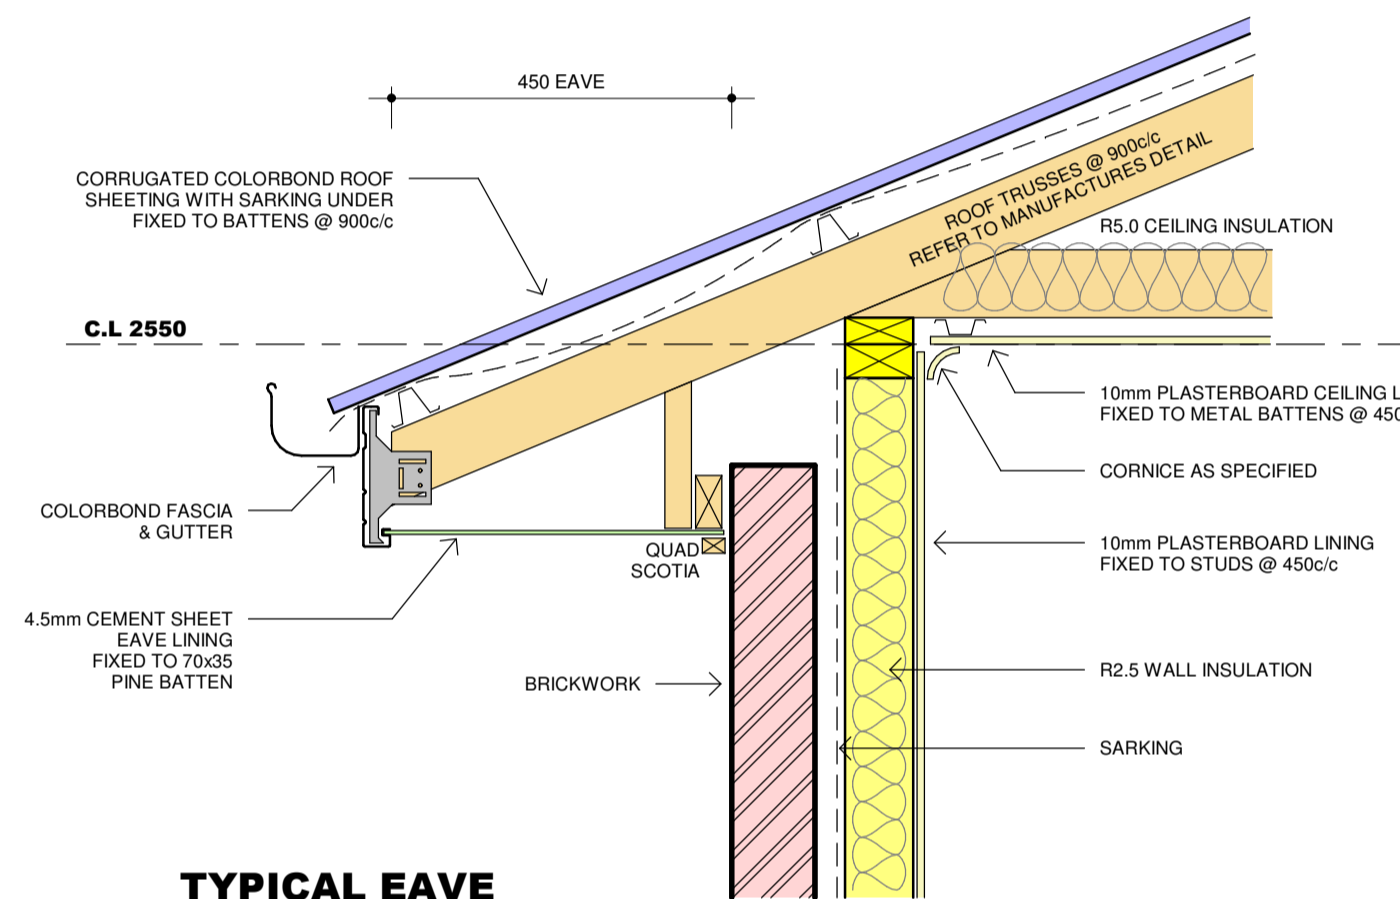 450 EAVE
CORRUGATED COLORBOND ROOF
SHEETING WITH SARKING UNDER
FIXED TO BATTENS @ 900c/c
ROOF TRUSSES @ 900c/c
REFER TO MANUFACTURES DETAIL
R5.0 CEILING INSULATION
C.L 2550
10mm PLASTERBOARD CEILING L
FIXED TO METAL BATTENS @ 450
CORNICE AS SPECIFIED
COLORBOND FASCIA
& GUTTER
10mm PLASTERBOARD LINING
FIXED TO STUDS @ 450c/c
QUAD
SCOTIA
4.5mm CEMENT SHEET
EAVE LINING
FIXED TO 70x35
PINE BATTEN
BRICKWORK
R2.5 WALL INSULATION
SARKING
TYPICAL EAVE